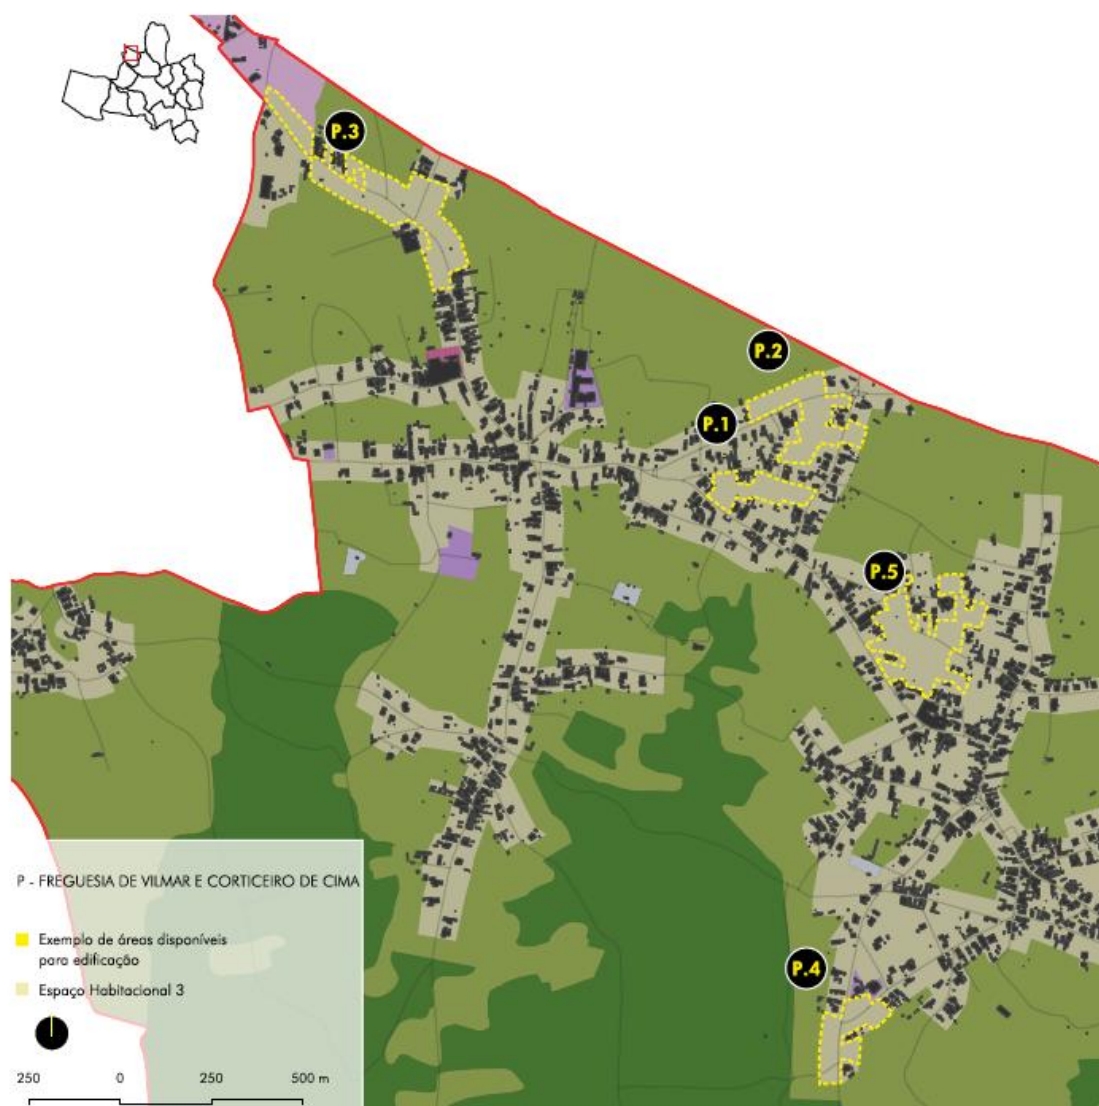 P.3
P.2
P.1
P.5
P.4
P - FREGUESIA DE VILMAR E CORTICEIRO DE CIMA
Exemplo de áreas disponíveis
para edificação
Espaço Habitacional 3
250 0 250 500 m